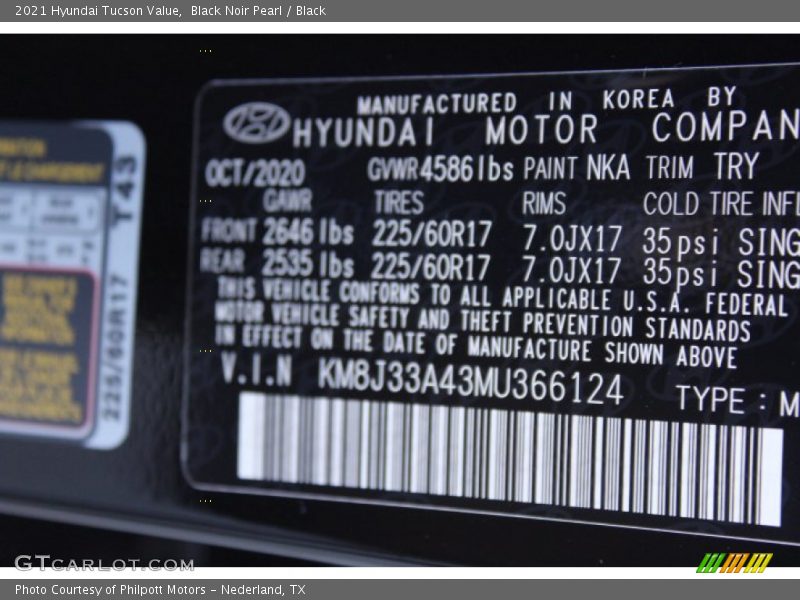 2021 Hyundai Tucson Value,  Black Noir Pearl / Black
MANUFACTURED IN KOREA BY
HYUNDAI MOTOR COMPAN
OCT/2020 GVWR 4586 lbs PAINT NKA TRIM TRY
GAWR TIRES RIMS COLD TIRE INFL
FRONT 2646 lbs 225/60R17 7.0JX17 35psi SING
REAR 2535 lbs 225/60R17 7.0JX17 35psi SING
THIS VEHICLE CONFORMS TO ALL APPLICABLE U.S.A. FEDERAL
MOTOR VEHICLE SAFETY AND THEFT PREVENTION STANDARDS
IN EFFECT ON THE DATE OF MANUFACTURE SHOWN ABOVE
V.I.N KM8J33A43MU366124 TYPE : M
T43
225/60R17
GTCARLOT.COM
Photo Courtesy of Philpott Motors - Nederland, TX